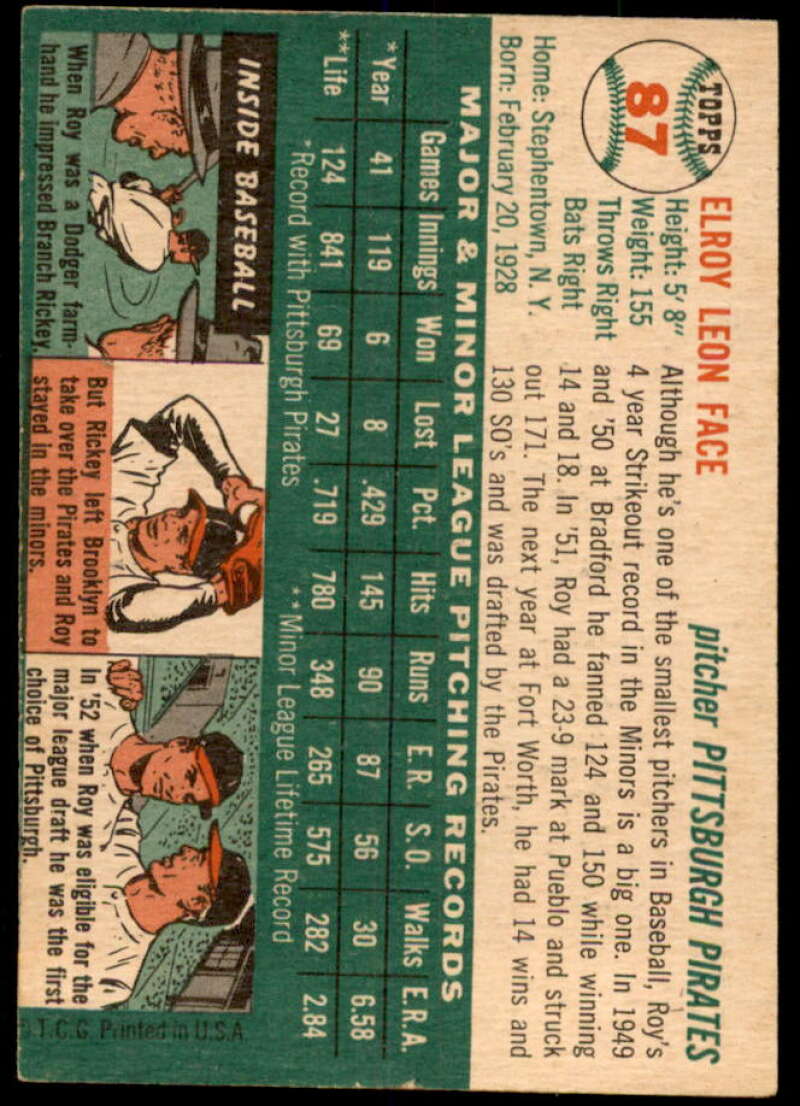 TOPPS
87
ELROY LEON FACE
pitcher PITTSBURGH PIRATES
Height: 5' 8"
Weight: 155
Throws Right
Bats Right
Home: Stephentown, N. Y.
Born: February 20, 1928
Although he's one of the smallest pitchers in Baseball, Roy's
4 year Strikeout record in the Minors is a big one. In 1949
and '50 at Bradford he fanned 124 and 150 while winning
14 and 18. In '51, Roy had a 23-9 mark at Pueblo and struck
out 171. The next year at Fort Worth, he had 14 wins and
130 SO's and was drafted by the Pirates.
MAJOR & MINOR LEAGUE PITCHING RECORDS
Games Innings Won Lost Pct. Hits Runs E.R. S.O. Walks E.R.A.
*Year 41 119 6 8 .429 145 90 87 56 30 6.58
**Life 124 841 69 27 .719 780 348 265 575 282 2.84
*Record with Pittsburgh Pirates **Minor League Lifetime Record
INSIDE BASEBALL
When Roy was a Dodger farm-
hand he impressed Branch Rickey.
But Rickey left Brooklyn to
take over the Pirates and Roy
stayed in the minors.
In '52 when Roy was eligible for the
major league draft he was the first
choice of Pittsburgh.
T.C.G. Printed in U.S.A